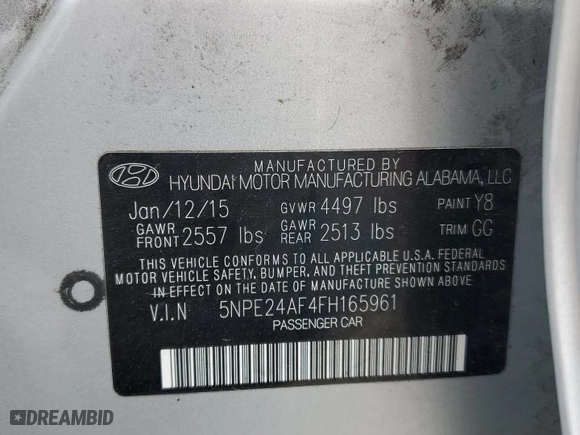 MANUFACTURED BY
HYUNDAI MOTOR MANUFACTURING ALABAMA, LLC
Jan/12/15 GVWR 4497 lbs PAINT Y8
GAWR FRONT 2557 lbs GAWR REAR 2513 lbs TRIM GG
THIS VEHICLE CONFORMS TO ALL APPLICABLE U.S.A. FEDERAL
MOTOR VEHICLE SAFETY, BUMPER, AND THEFT PREVENTION STANDARDS
IN EFFECT ON THE DATE OF MANUFACTURE SHOWN ABOVE
V.I.N 5NPE24AF4FH165961
PASSENGER CAR
DREAMBID